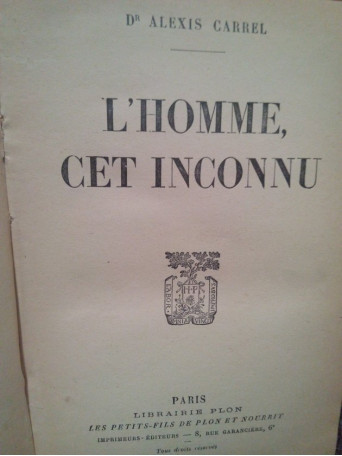 Dr ALEXIS CARREL
L'HOMME,
CET INCONNU
PARIS
LIBRAIRIE PLON
LES PETITS-FILS DE PLON ET NOURRIT
IMPRIMEURS-ÉDITEURS — 8, RUE GARANCIÈRE, 6e
Tous droits réservés